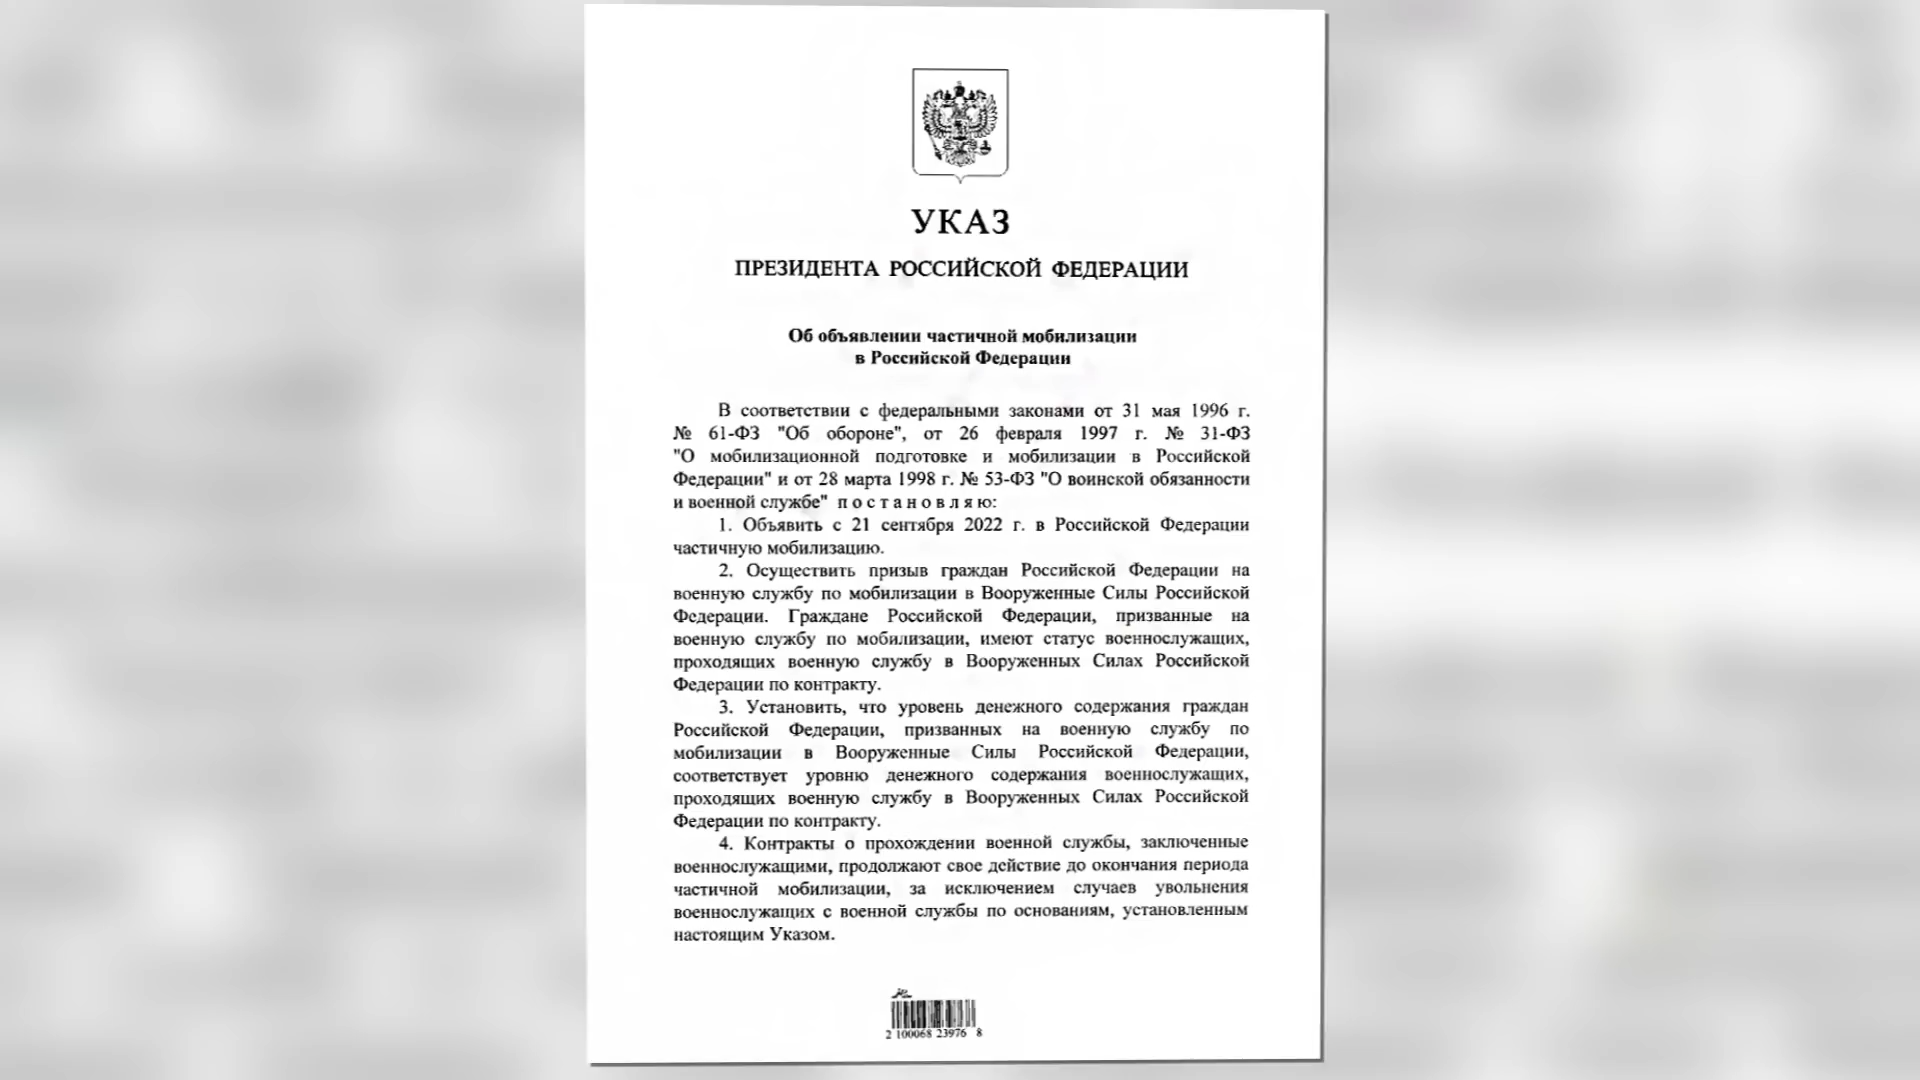 УКАЗ
ПРЕЗИДЕНТА РОССИЙСКОЙ ФЕДЕРАЦИИ
Об объявлении частичной мобилизации
в Российской Федерации
В соответствии с федеральными законами от 31 мая 1996 г.
№ 61-ФЗ "Об обороне", от 26 февраля 1997 г. № 31-ФЗ
"О мобилизационной подготовке и мобилизации в Российской
Федерации" и от 28 марта 1998 г. № 53-ФЗ "О воинской обязанности
и военной службе" п о с т а н о в л я ю:
1. Объявить с 21 сентября 2022 г. в Российской Федерации
частичную мобилизацию.
2. Осуществить призыв граждан Российской Федерации на
военную службу по мобилизации в Вооруженные Силы Российской
Федерации. Граждане Российской Федерации, призванные на
военную службу по мобилизации, имеют статус военнослужащих,
проходящих военную службу в Вооруженных Силах Российской
Федерации по контракту.
3. Установить, что уровень денежного содержания граждан
Российской Федерации, призванных на военную службу по
мобилизации в Вооруженные Силы Российской Федерации,
соответствует уровню денежного содержания военнослужащих,
проходящих военную службу в Вооруженных Силах Российской
Федерации по контракту.
4. Контракты о прохождении военной службы, заключенные
военнослужащими, продолжают свое действие до окончания периода
частичной мобилизации, за исключением случаев увольнения
военнослужащих с военной службы по основаниям, установленным
настоящим Указом.
2 100068 23976 8